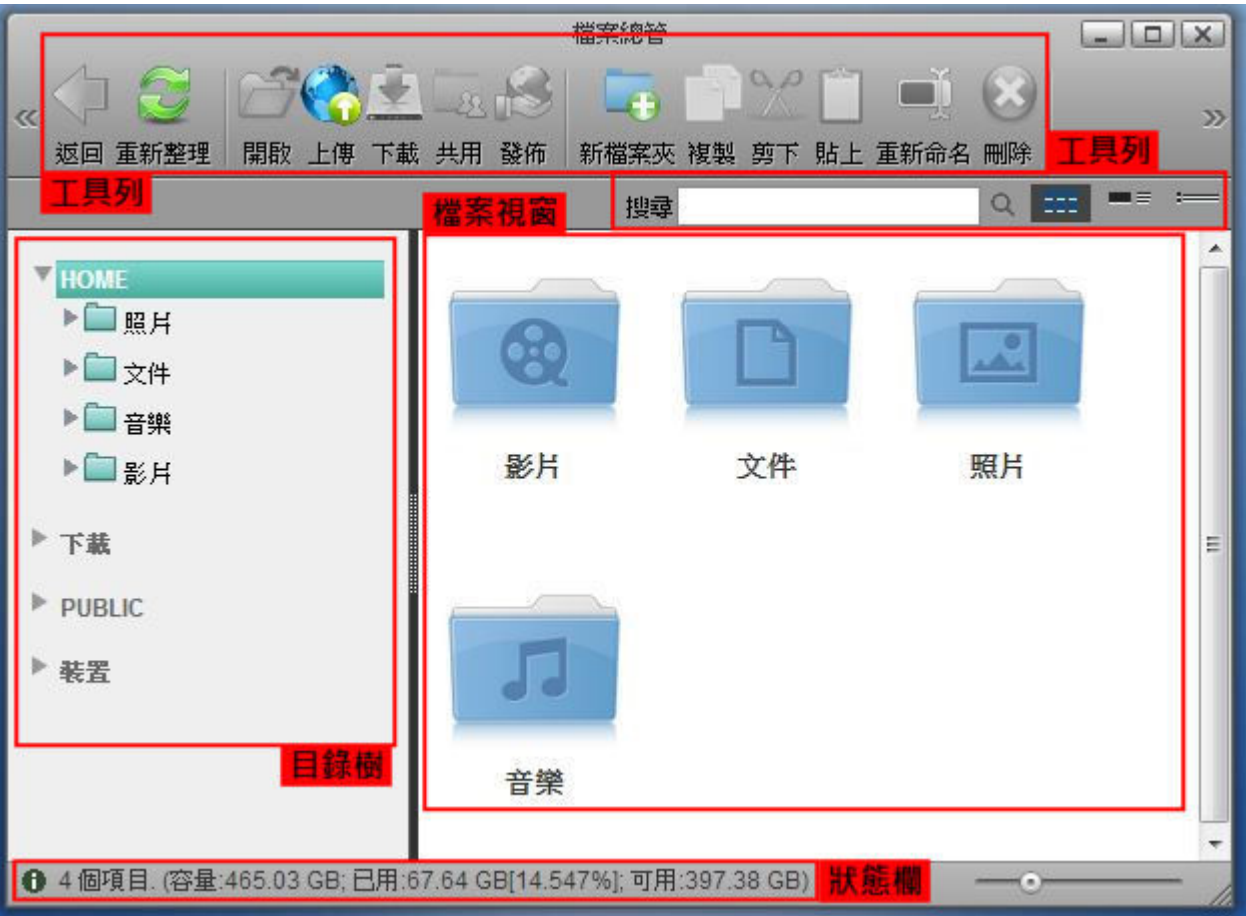 檔案總管
返回 重新整理 開啟 上傳 下載 共用 發佈 新檔案夾 複製 剪下 貼上 重新命名 刪除 工具列
工具列
檔案視窗
搜尋
HOME
照片
文件
音樂
影片
下載
PUBLIC
裝置
目錄樹
影片 文件 照片
音樂
4 個項目. (容量:465.03 GB; 已用:67.64 GB[14.547%]; 可用:397.38 GB) 狀態欄